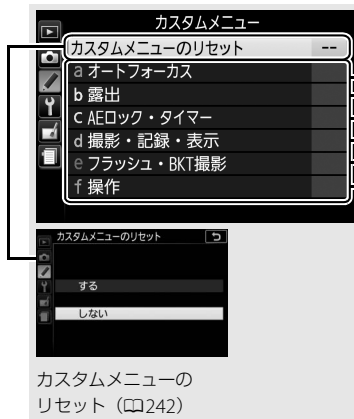 カスタムメニュー
カスタムメニューのリセット --
a オートフォーカス
b 露出
c AEロック・タイマー
d 撮影・記録・表示
e フラッシュ・BKT撮影
f 操作
カスタムメニューのリセット
する
しない
カスタムメニューの
リセット（📖242）